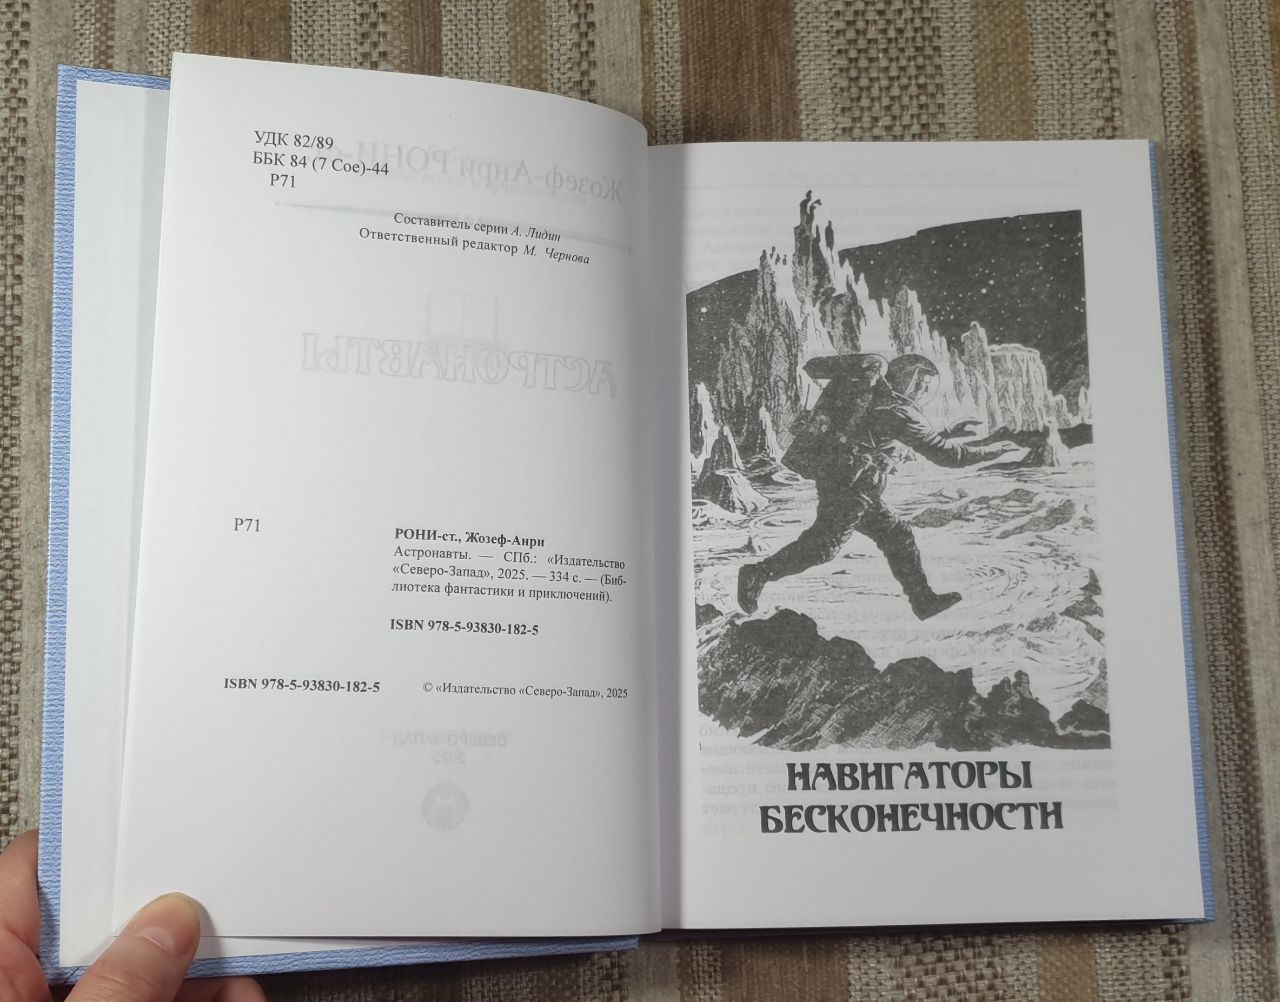 УДК 82/89
ББК 84 (7 Сое)-44
Р71
Составитель серии А. Лидин
Ответственный редактор М. Чернова
Р71
РОНИ-ст., Жозеф-Анри
Астронавты. — СПб.: «Издательство
«Северо-Запад», 2025. — 334 с. — (Биб-
лиотека фантастики и приключений).
ISBN 978-5-93830-182-5
ISBN 978-5-93830-182-5
© «Издательство «Северо-Запад», 2025
НАВИГАТОРЫ
БЕСКОНЕЧНОСТИ